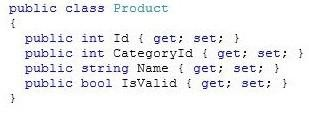 public class Product
{
  public int Id { get; set; }
  public int CategoryId { get; set; }
  public string Name { get; set; }
  public bool IsValid { get; set; }
}